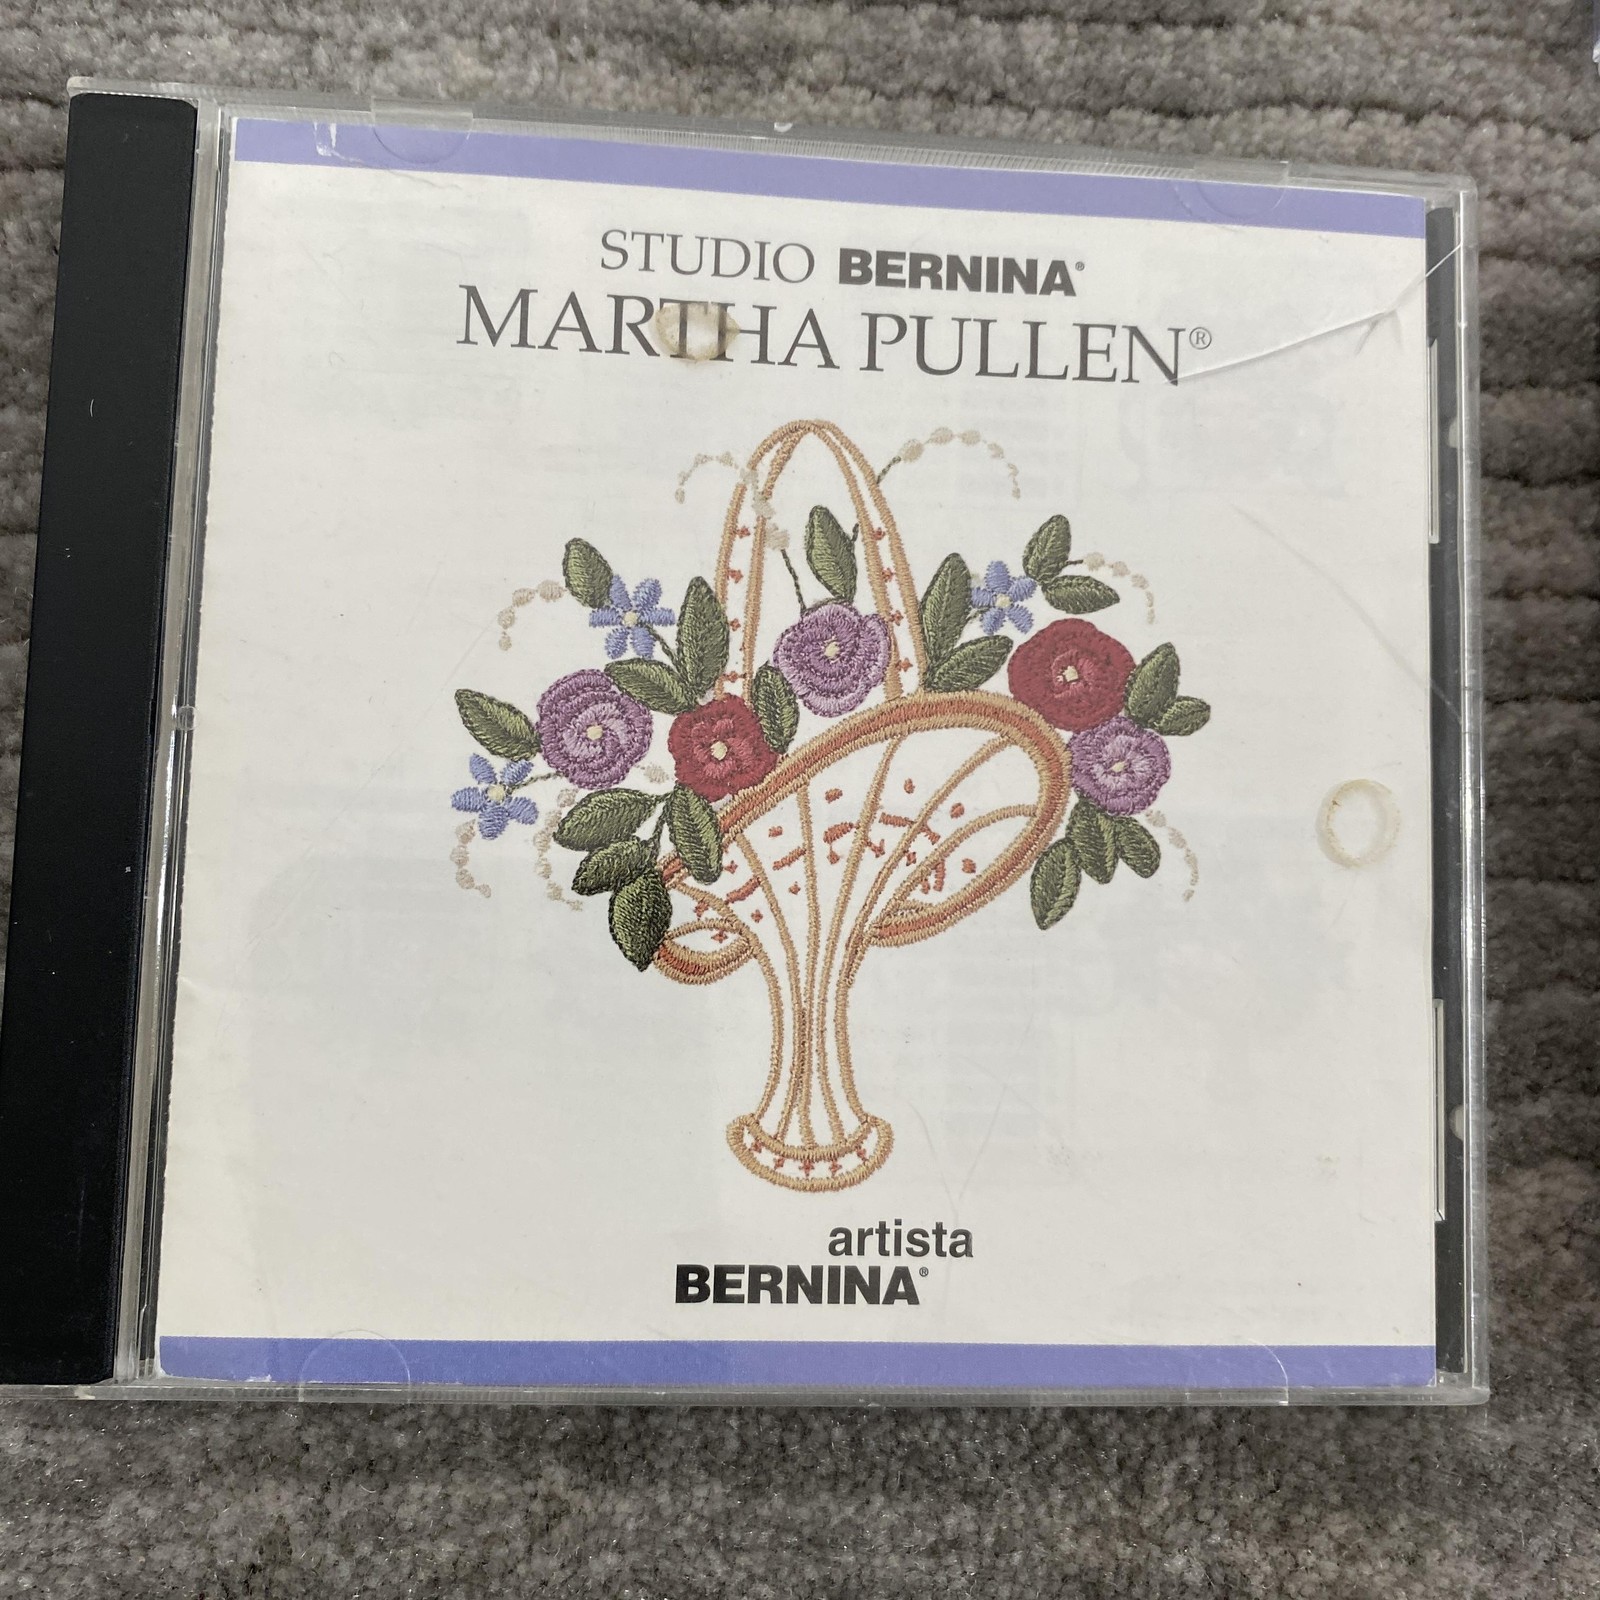 STUDIO BERNINA®
MARTHA PULLEN®
artista
BERNINA®